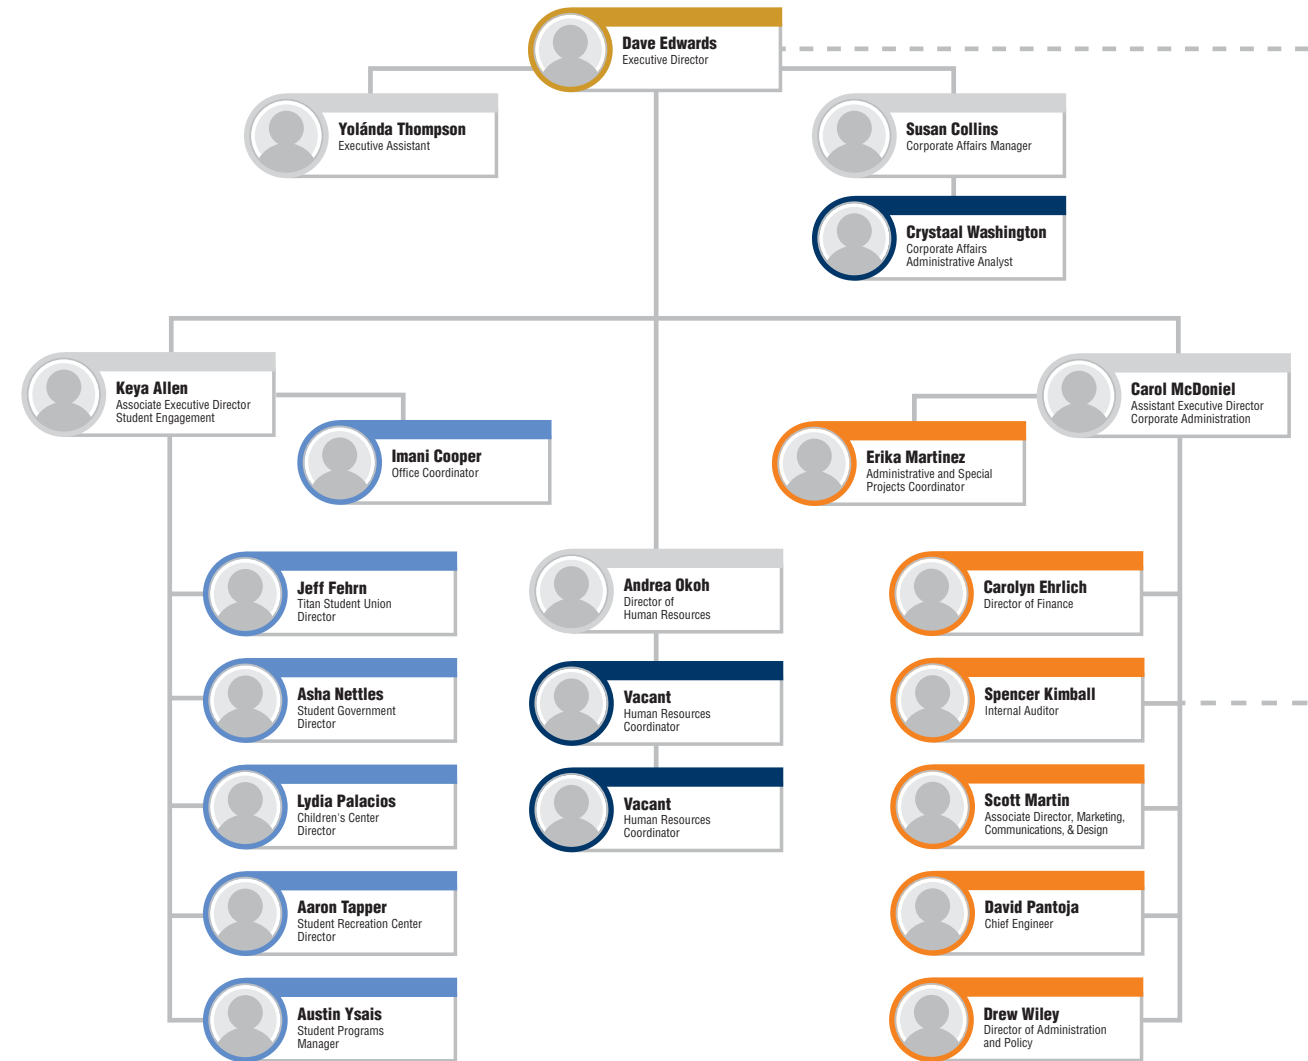 Dave Edwards
Executive Director
Yolánda Thompson
Executive Assistant
Susan Collins
Corporate Affairs Manager
Crystaal Washington
Corporate Affairs
Administrative Analyst
Keya Allen
Associate Executive Director
Student Engagement
Carol McDoniel
Assistant Executive Director
Corporate Administration
Imani Cooper
Office Coordinator
Erika Martinez
Administrative and Special
Projects Coordinator
Jeff Fehrn
Titan Student Union
Director
Andrea Okoh
Director of
Human Resources
Carolyn Ehrlich
Director of Finance
Asha Nettles
Student Government
Director
Vacant
Human Resources
Coordinator
Spencer Kimball
Internal Auditor
Lydia Palacios
Children's Center
Director
Vacant
Human Resources
Coordinator
Scott Martin
Associate Director, Marketing,
Communications, & Design
Aaron Tapper
Student Recreation Center
Director
David Pantoja
Chief Engineer
Austin Ysais
Student Programs
Manager
Drew Wiley
Director of Administration
and Policy